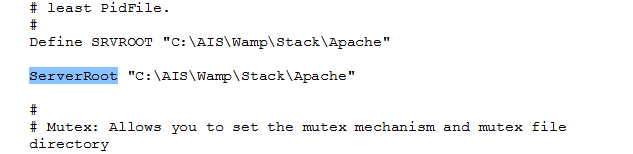 # least PidFile.
#
Define SRVROOT "C:\AIS\Wamp\Stack\Apache"
ServerRoot "C:\AIS\Wamp\Stack\Apache"
#
# Mutex: Allows you to set the mutex mechanism and mutex file
directory